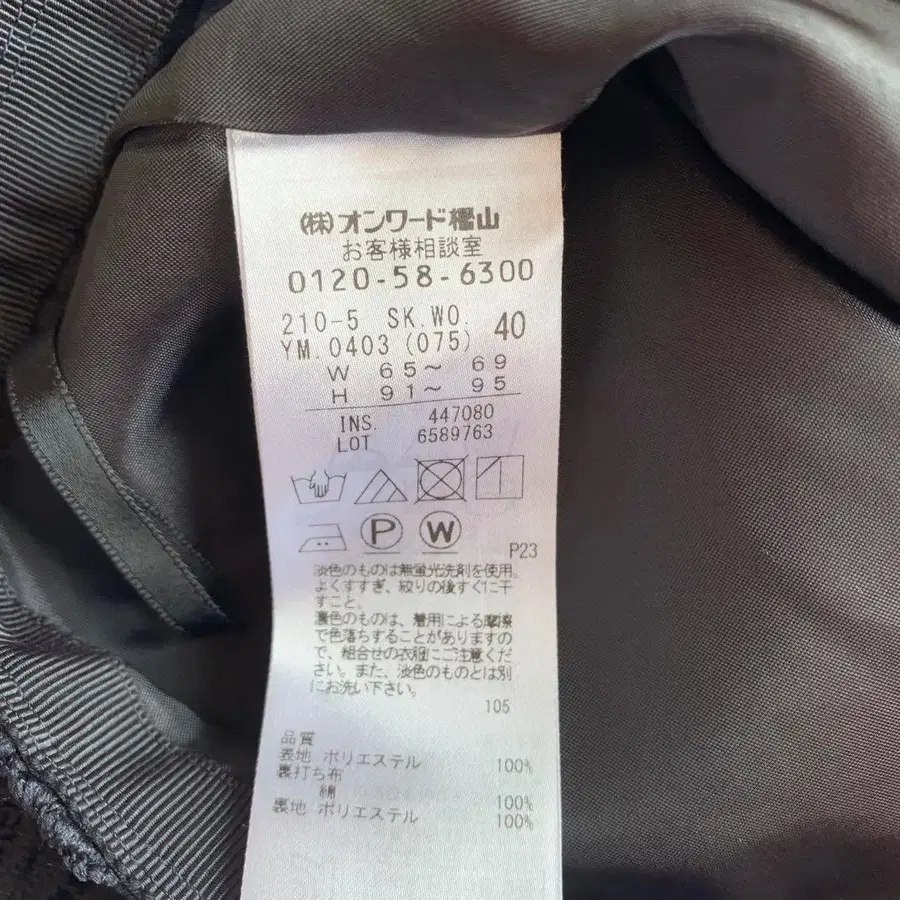 (株)オンワード樫山
お客様相談室
0120-58-6300
210-5 SK.WO. 40
YM.0403(075)
W 65～ 69
H 91～ 95
INS. 447080
LOT 6589763
P W
P23
淡色のものは無蛍光洗剤を使用。
よくすすぎ、絞りの後すぐに干
すこと。
濃色のものは、着用による摩擦
で色落ちすることがありますの
で、組合せの衣服にご注意くだ
さい。また、淡色のものとは別
にお洗い下さい。
105
品質
表地 ポリエステル 100%
裏打ち布
綿 100%
裏地 ポリエステル 100%